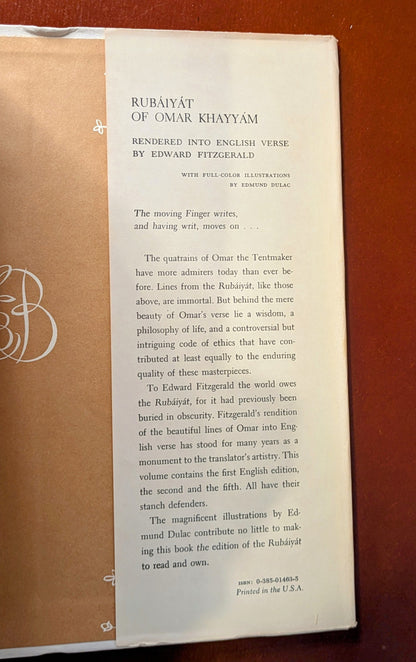 RUBÁIYÁT
OF OMAR KHAYYÁM
RENDERED INTO ENGLISH VERSE
BY EDWARD FITZGERALD
WITH FULL-COLOR ILLUSTRATIONS
BY EDMUND DULAC
The moving Finger writes,
and having writ, moves on . . .
The quatrains of Omar the Tentmaker
have more admirers today than ever be-
fore. Lines from the Rubáiyát, like those
above, are immortal. But behind the mere
beauty of Omar's verse lie a wisdom, a
philosophy of life, and a controversial but
intriguing code of ethics that have con-
tributed at least equally to the enduring
quality of these masterpieces.
To Edward Fitzgerald the world owes
the Rubáiyát, for it had previously been
buried in obscurity. Fitzgerald's rendition
of the beautiful lines of Omar into Eng-
lish verse has stood for many years as a
monument to the translator's artistry. This
volume contains the first English edition,
the second and the fifth. All have their
stanch defenders.
The magnificent illustrations by Ed-
mund Dulac contribute no little to mak-
ing this book the edition of the Rubáiyát
to read and own.
ISBN: 0-385-01463-5
Printed in the U.S.A.